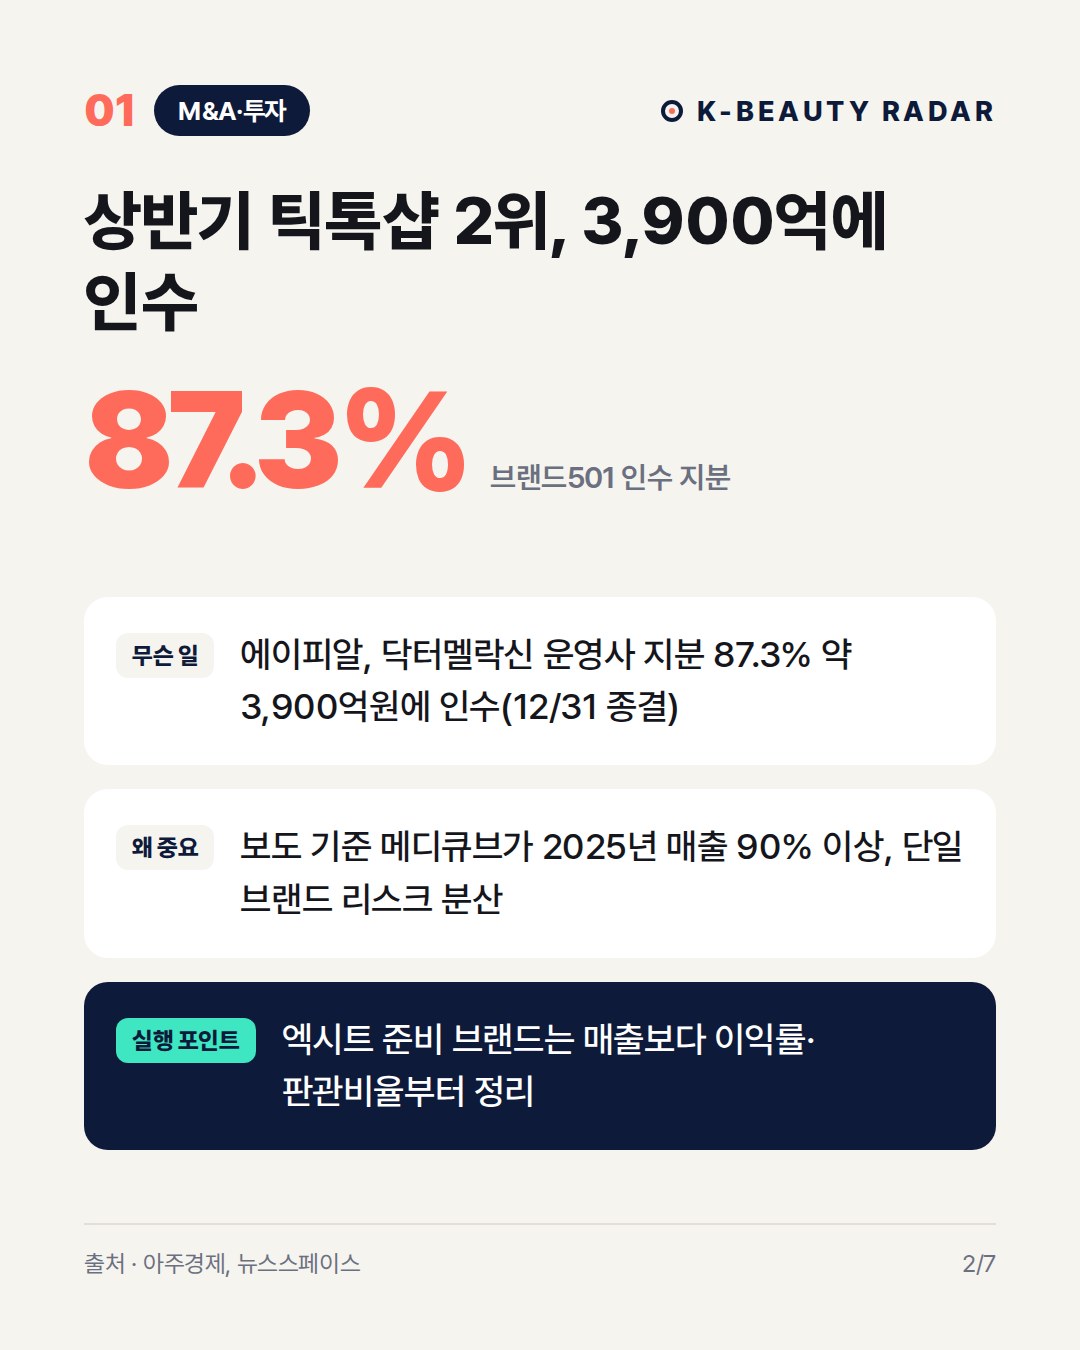 01 M&A·투자 K-BEAUTY RADAR
상반기 틱톡샵 2위, 3,900억에
인수
87.3% 브랜드501 인수 지분
무슨 일 에이피알, 닥터멜락신 운영사 지분 87.3% 약
3,900억원에 인수(12/31 종결)
왜 중요 보도 기준 메디큐브가 2025년 매출 90% 이상, 단일
브랜드 리스크 분산
실행 포인트 엑시트 준비 브랜드는 매출보다 이익률·
판관비율부터 정리
출처 · 아주경제, 뉴스스페이스 2/7